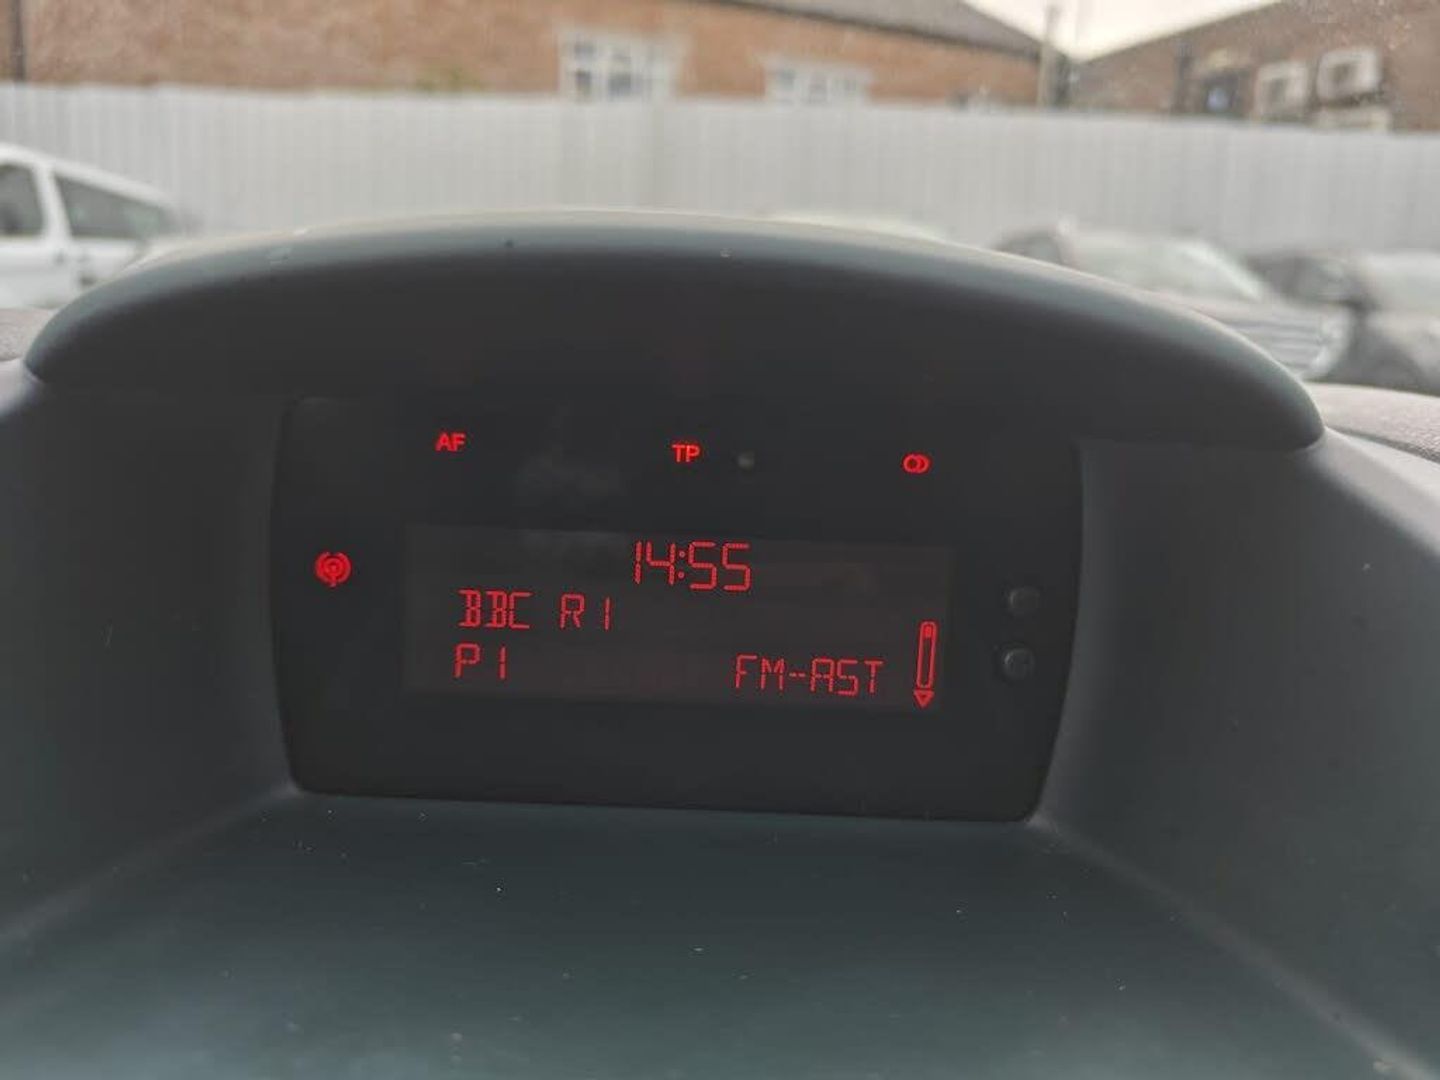 AF TP
14:55
BBC R1
P1 FM-AST